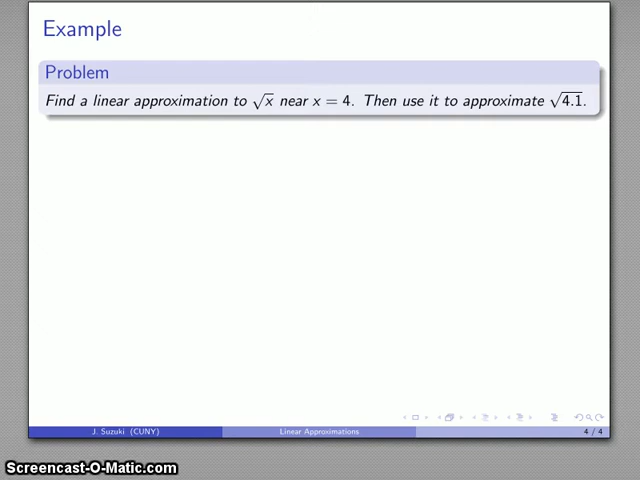 Example
Problem
Find a linear approximation to √x near x = 4. Then use it to approximate √4.1.
J. Suzuki (CUNY) Linear Approximations 4 / 4
Screencast-O-Matic.com